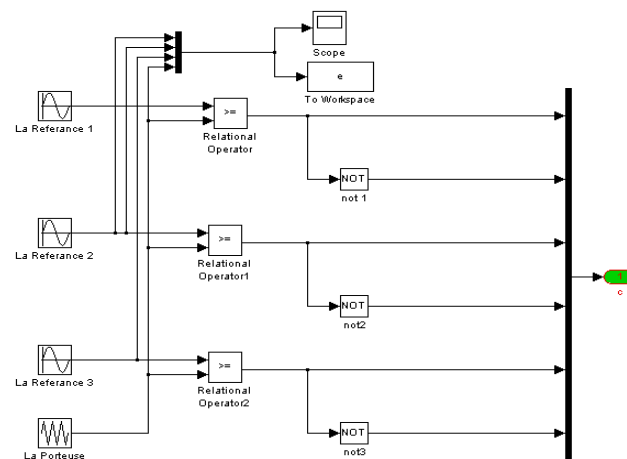 Scope
e
To Workspace
La Referance 1
>=
Relational
Operator
NOT
not 1
La Referance 2
>=
Relational
Operator1
NOT
not2
1
c
La Referance 3
>=
Relational
Operator2
NOT
not3
La Porteuse